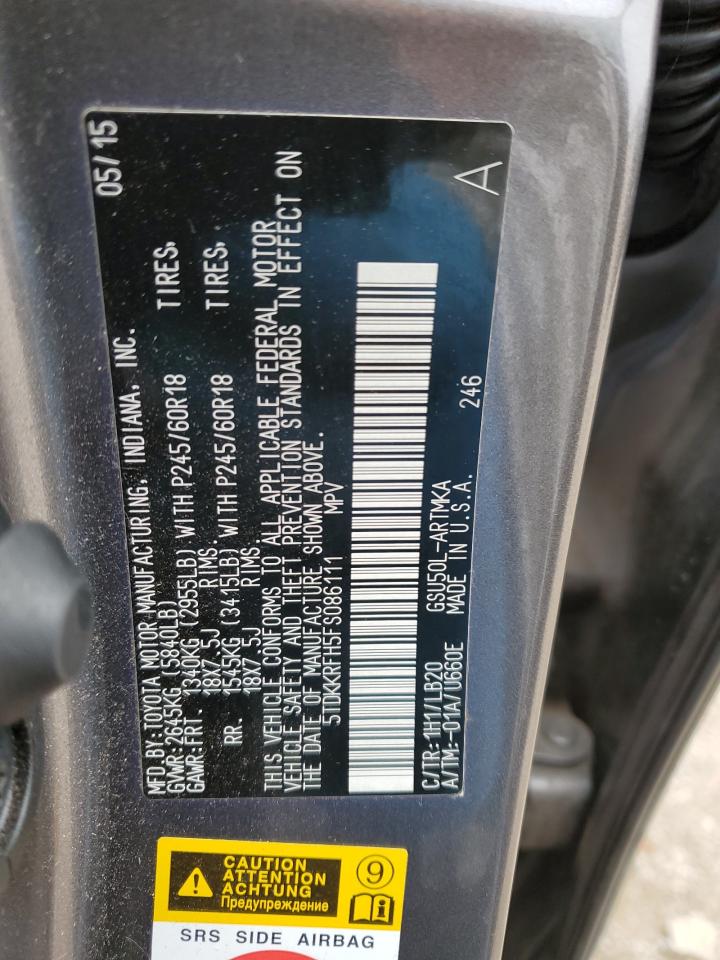 MFD.BY:TOYOTA MOTOR MANUFACTURING, INDIANA, INC. 05/15
GVWR:2645KG (5840LB)
GAWR:FRT. 1340KG (2955LB) WITH P245/60R18 TIRES,
18X7.5J RIMS
RR. 1545KG (3415LB) WITH P245/60R18 TIRES,
18X7.5J RIMS
THIS VEHICLE CONFORMS TO ALL APPLICABLE FEDERAL MOTOR
VEHICLE SAFETY AND THEFT PREVENTION STANDARDS IN EFFECT ON
THE DATE OF MANUFACTURE SHOWN ABOVE.
5TDKKRFH5FS086111 MPV
C/TR:1H1/LB20 GSU50L-ARTMKA
A/TM:-011A/U660E MADE IN U.S.A. 246
A
CAUTION
ATTENTION
ACHTUNG
Предупреждение
9
i
SRS SIDE AIRBAG